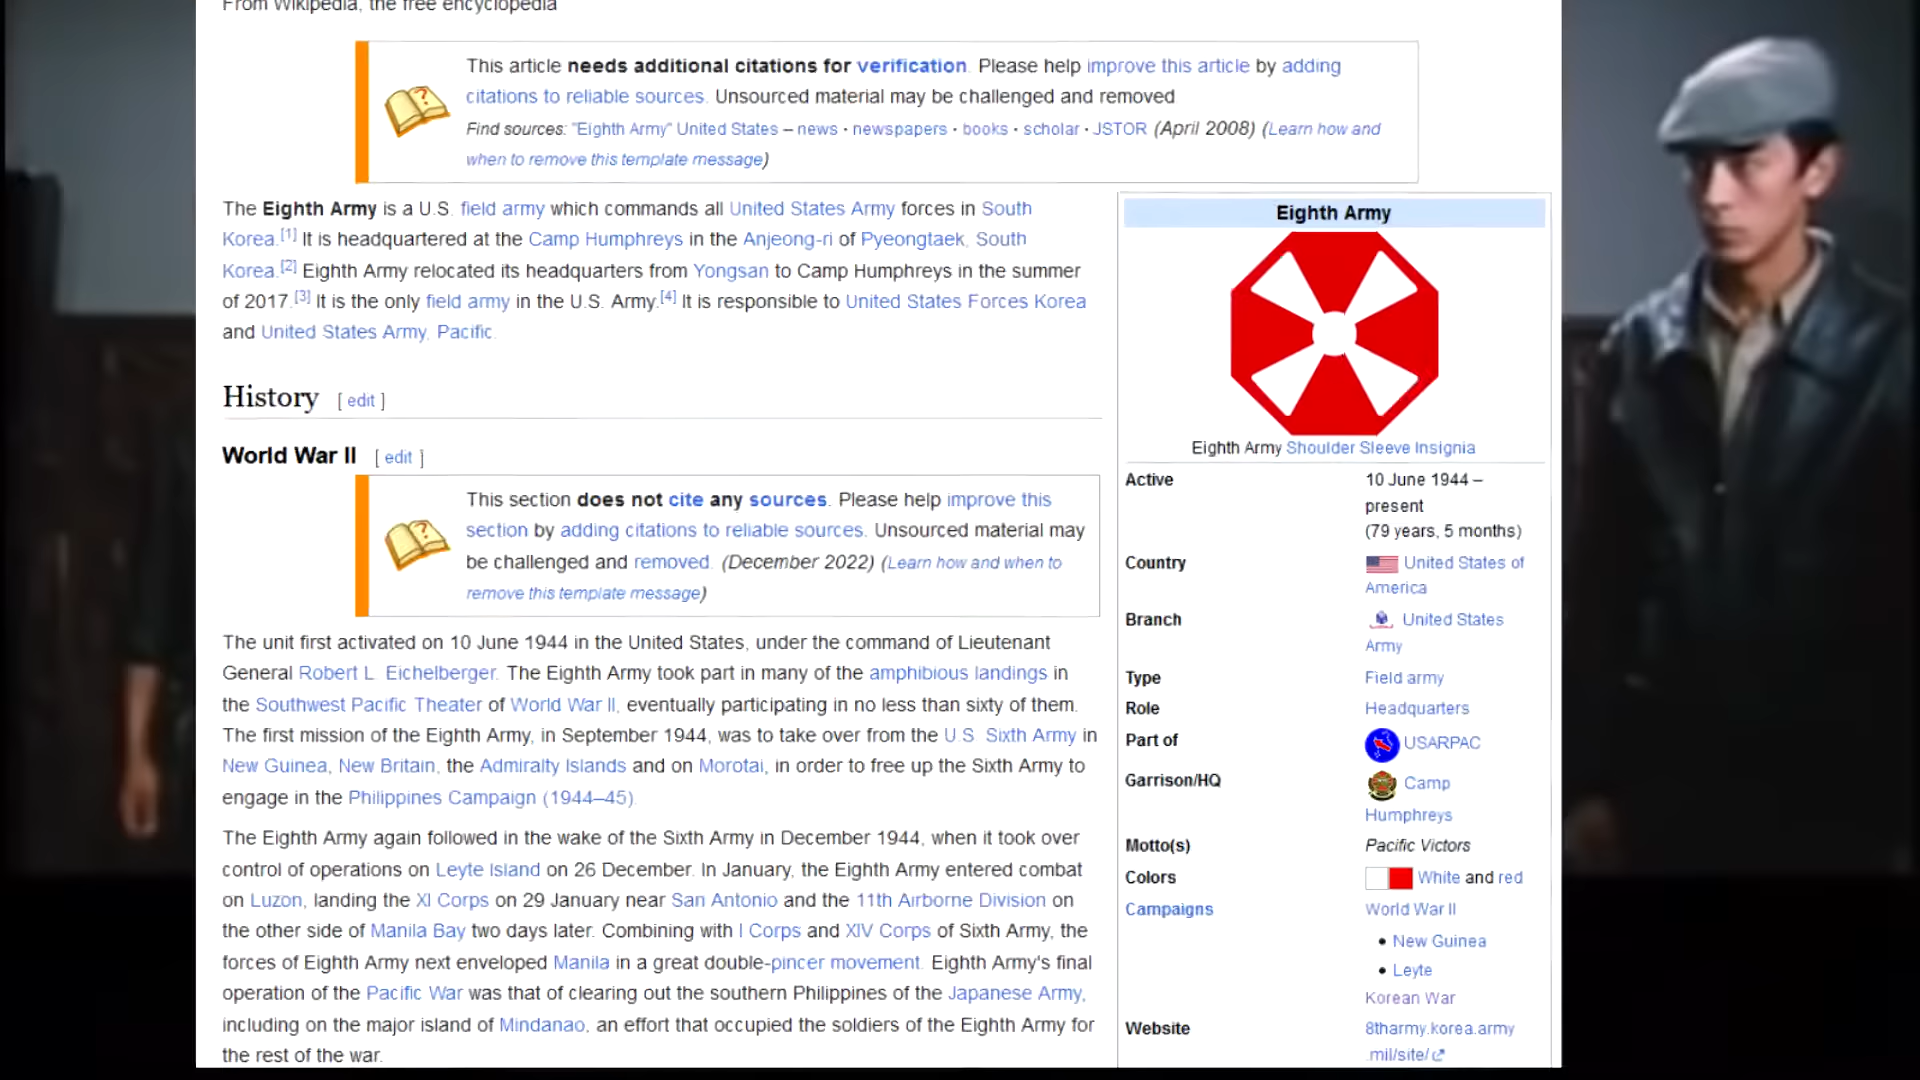 From Wikipedia, the free encyclopedia
This article needs additional citations for verification. Please help improve this article by adding
citations to reliable sources. Unsourced material may be challenged and removed
Find sources: "Eighth Army" United States – news · newspapers · books · scholar · JSTOR (April 2008) (Learn how and
when to remove this template message)
The Eighth Army is a U.S. field army which commands all United States Army forces in South
Korea.[1] It is headquartered at the Camp Humphreys in the Anjeong-ri of Pyeongtaek, South
Korea.[2] Eighth Army relocated its headquarters from Yongsan to Camp Humphreys in the summer
of 2017.[3] It is the only field army in the U.S. Army.[4] It is responsible to United States Forces Korea
and United States Army, Pacific.
History [ edit ]
World War II [ edit ]
This section does not cite any sources. Please help improve this
section by adding citations to reliable sources. Unsourced material may
be challenged and removed. (December 2022) (Learn how and when to
remove this template message)
The unit first activated on 10 June 1944 in the United States, under the command of Lieutenant
General Robert L. Eichelberger. The Eighth Army took part in many of the amphibious landings in
the Southwest Pacific Theater of World War II, eventually participating in no less than sixty of them.
The first mission of the Eighth Army, in September 1944, was to take over from the U.S. Sixth Army in
New Guinea, New Britain, the Admiralty Islands and on Morotai, in order to free up the Sixth Army to
engage in the Philippines Campaign (1944–45).
The Eighth Army again followed in the wake of the Sixth Army in December 1944, when it took over
control of operations on Leyte Island on 26 December. In January, the Eighth Army entered combat
on Luzon, landing the XI Corps on 29 January near San Antonio and the 11th Airborne Division on
the other side of Manila Bay two days later. Combining with I Corps and XIV Corps of Sixth Army, the
forces of Eighth Army next enveloped Manila in a great double-pincer movement. Eighth Army's final
operation of the Pacific War was that of clearing out the southern Philippines of the Japanese Army,
including on the major island of Mindanao, an effort that occupied the soldiers of the Eighth Army for
the rest of the war.
Eighth Army
Eighth Army Shoulder Sleeve Insignia
Active 10 June 1944 –
present
(79 years, 5 months)
Country United States of
America
Branch United States
Army
Type Field army
Role Headquarters
Part of USARPAC
Garrison/HQ Camp
Humphreys
Motto(s) Pacific Victors
Colors White and red
Campaigns World War II
• New Guinea
• Leyte
Korean War
Website 8tharmy.korea.army
.mil/site/